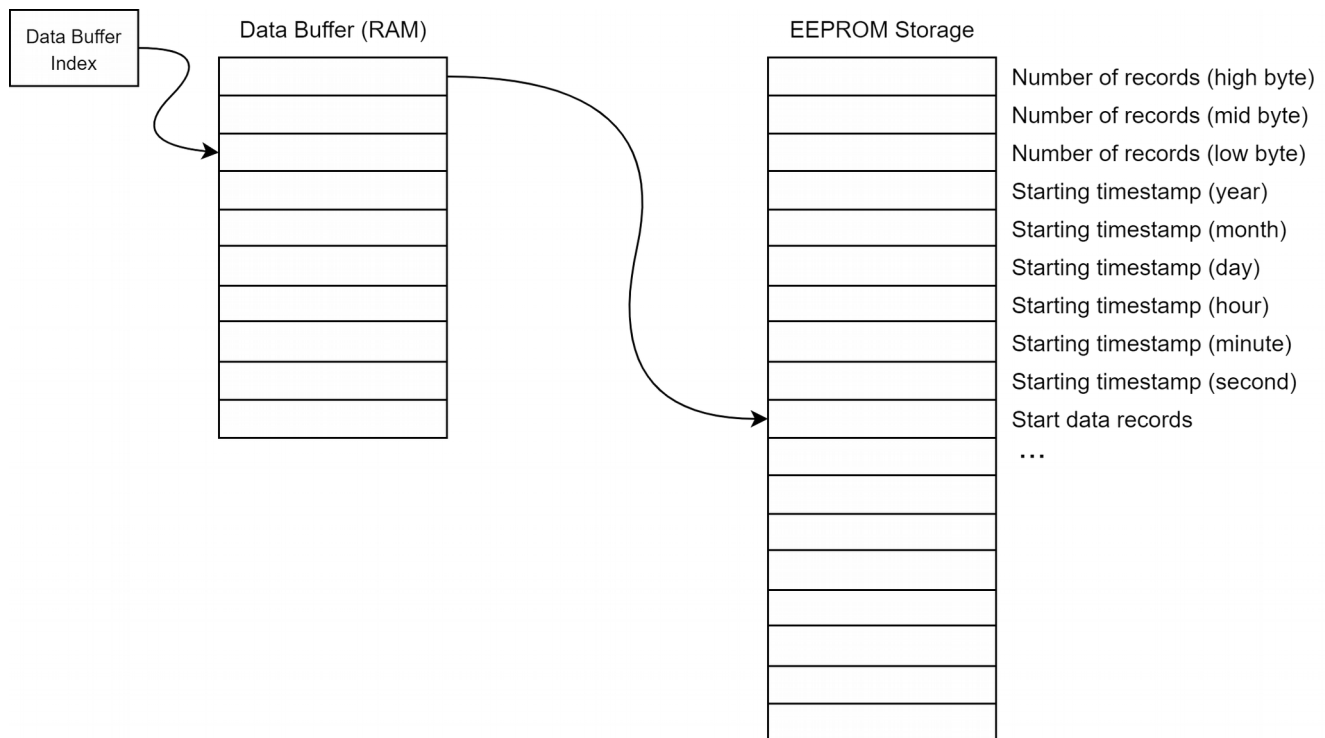 Data Buffer
Index
Data Buffer (RAM)
EEPROM Storage
Number of records (high byte)
Number of records (mid byte)
Number of records (low byte)
Starting timestamp (year)
Starting timestamp (month)
Starting timestamp (day)
Starting timestamp (hour)
Starting timestamp (minute)
Starting timestamp (second)
Start data records
...